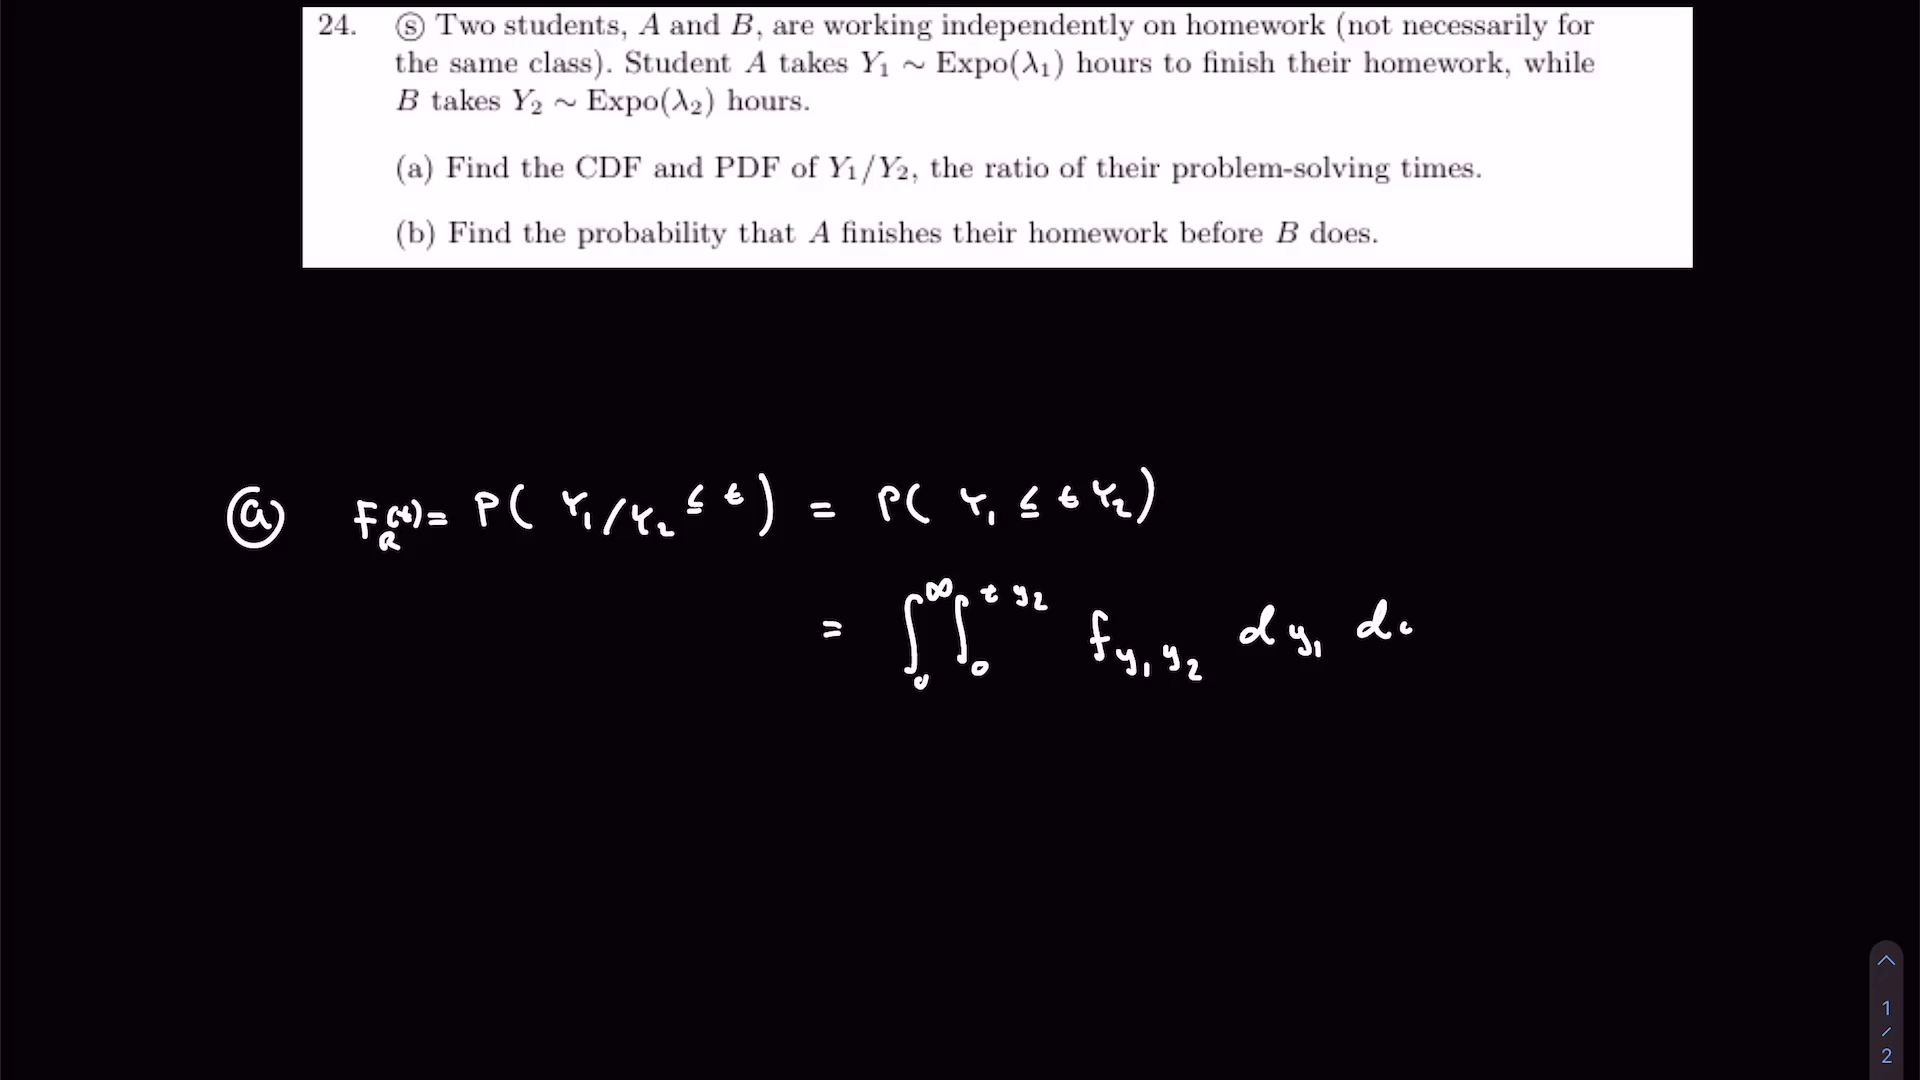 24. Ⓢ Two students, A and B, are working independently on homework (not necessarily for
the same class). Student A takes Y₁ ~ Expo(λ₁) hours to finish their homework, while
B takes Y₂ ~ Expo(λ₂) hours.
(a) Find the CDF and PDF of Y₁/Y₂, the ratio of their problem-solving times.
(b) Find the probability that A finishes their homework before B does.
ⓐ F_R(t) = P( Y₁/Y₂ ≤ t ) = P( Y₁ ≤ t Y₂ )
= ∫₀^∞ ∫₀^{t y₂} f_{y₁ y₂} dy₁ d
1
/
2